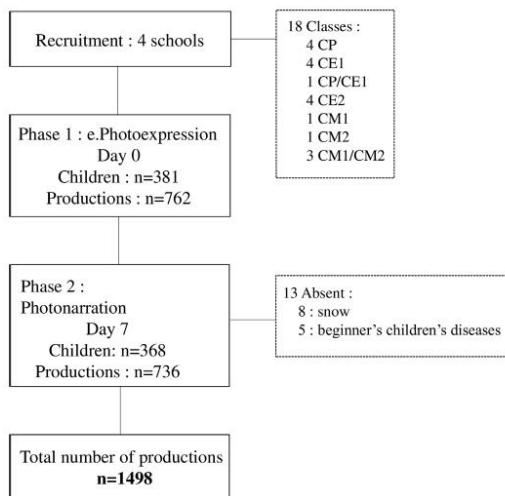 Recruitment : 4 schools
18 Classes :
4 CP
4 CE1
1 CP/CE1
4 CE2
1 CM1
1 CM2
3 CM1/CM2
Phase 1 : e.Photoexpression
Day 0
Children : n=381
Productions : n=762
Phase 2 :
Photonarration
Day 7
Children: n=368
Productions : n=736
13 Absent :
8 : snow
5 : beginner's children's diseases
Total number of productions
n=1498